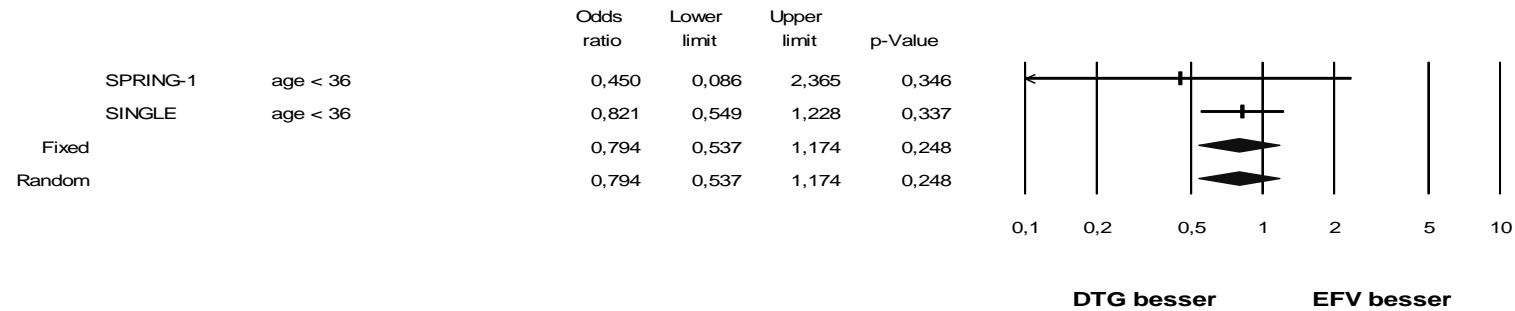 Odds Lower Upper
ratio limit limit p-Value
SPRING-1 age < 36 0,450 0,086 2,365 0,346
SINGLE age < 36 0,821 0,549 1,228 0,337
Fixed 0,794 0,537 1,174 0,248
Random 0,794 0,537 1,174 0,248
0,1 0,2 0,5 1 2 5 10
DTG besser EFV besser